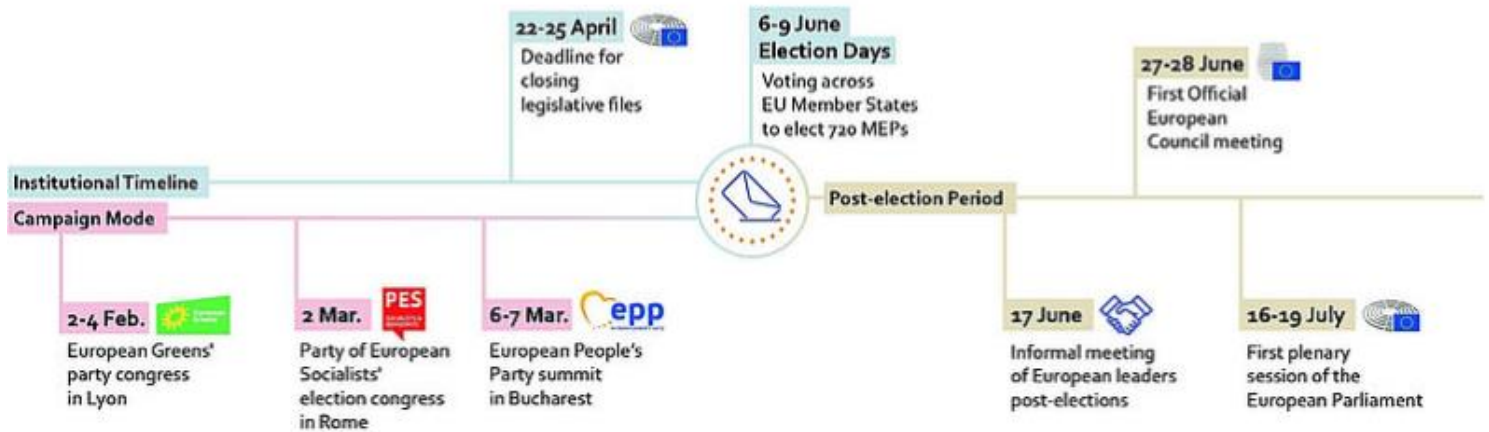 22-25 April
Deadline for
closing
legislative files
6-9 June
Election Days
Voting across
EU Member States
to elect 720 MEPs
27-28 June
First Official
European
Council meeting
Institutional Timeline
Campaign Mode
Post-election Period
2-4 Feb.
European Greens'
party congress
in Lyon
2 Mar.
PES
Party of European
Socialists'
election congress
in Rome
6-7 Mar.
epp
European People's
Party summit
in Bucharest
17 June
Informal meeting
of European leaders
post-elections
16-19 July
First plenary
session of the
European Parliament